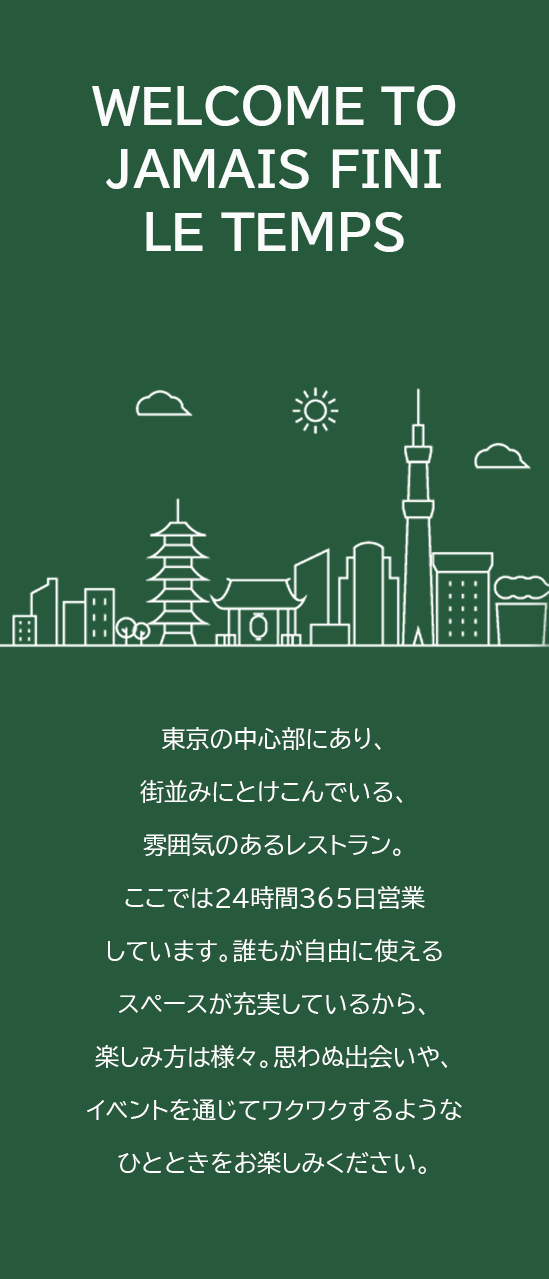 WELCOME TO
JAMAIS FINI
LE TEMPS
東京の中心部にあり、
街並みにとけこんでいる、
雰囲気のあるレストラン。
ここでは24時間365日営業
しています。誰もが自由に使える
スペースが充実しているから、
楽しみ方は様々。思わぬ出会いや、
イベントを通じてワクワクするような
ひとときをお楽しみください。